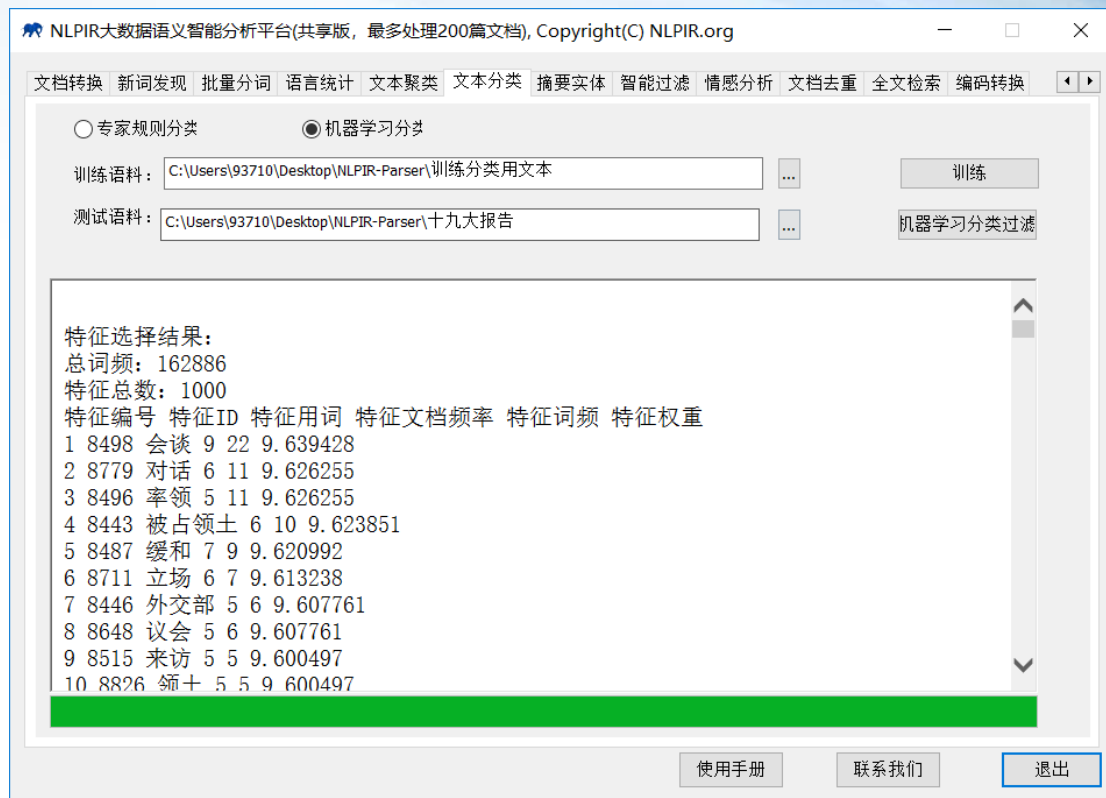 NLPIR大数据语义智能分析平台(共享版，最多处理200篇文档), Copyright(C) NLPIR.org
文档转换 新词发现 批量分词 语言统计 文本聚类 文本分类 摘要实体 智能过滤 情感分析 文档去重 全文检索 编码转换
专家规则分类 机器学习分类
训练语料： C:\Users\93710\Desktop\NLPIR-Parser\训练分类用文本 ... 训练
测试语料： C:\Users\93710\Desktop\NLPIR-Parser\十九大报告 ... 机器学习分类过滤
特征选择结果：
总词频：162886
特征总数：1000
特征编号 特征ID 特征用词 特征文档频率 特征词频 特征权重
1 8498 会谈 9 22 9.639428
2 8779 对话 6 11 9.626255
3 8496 率领 5 11 9.626255
4 8443 被占领土 6 10 9.623851
5 8487 缓和 7 9 9.620992
6 8711 立场 6 7 9.613238
7 8446 外交部 5 6 9.607761
8 8648 议会 5 6 9.607761
9 8515 来访 5 5 9.600497
10 8826 领土 5 5 9.600497
使用手册 联系我们 退出